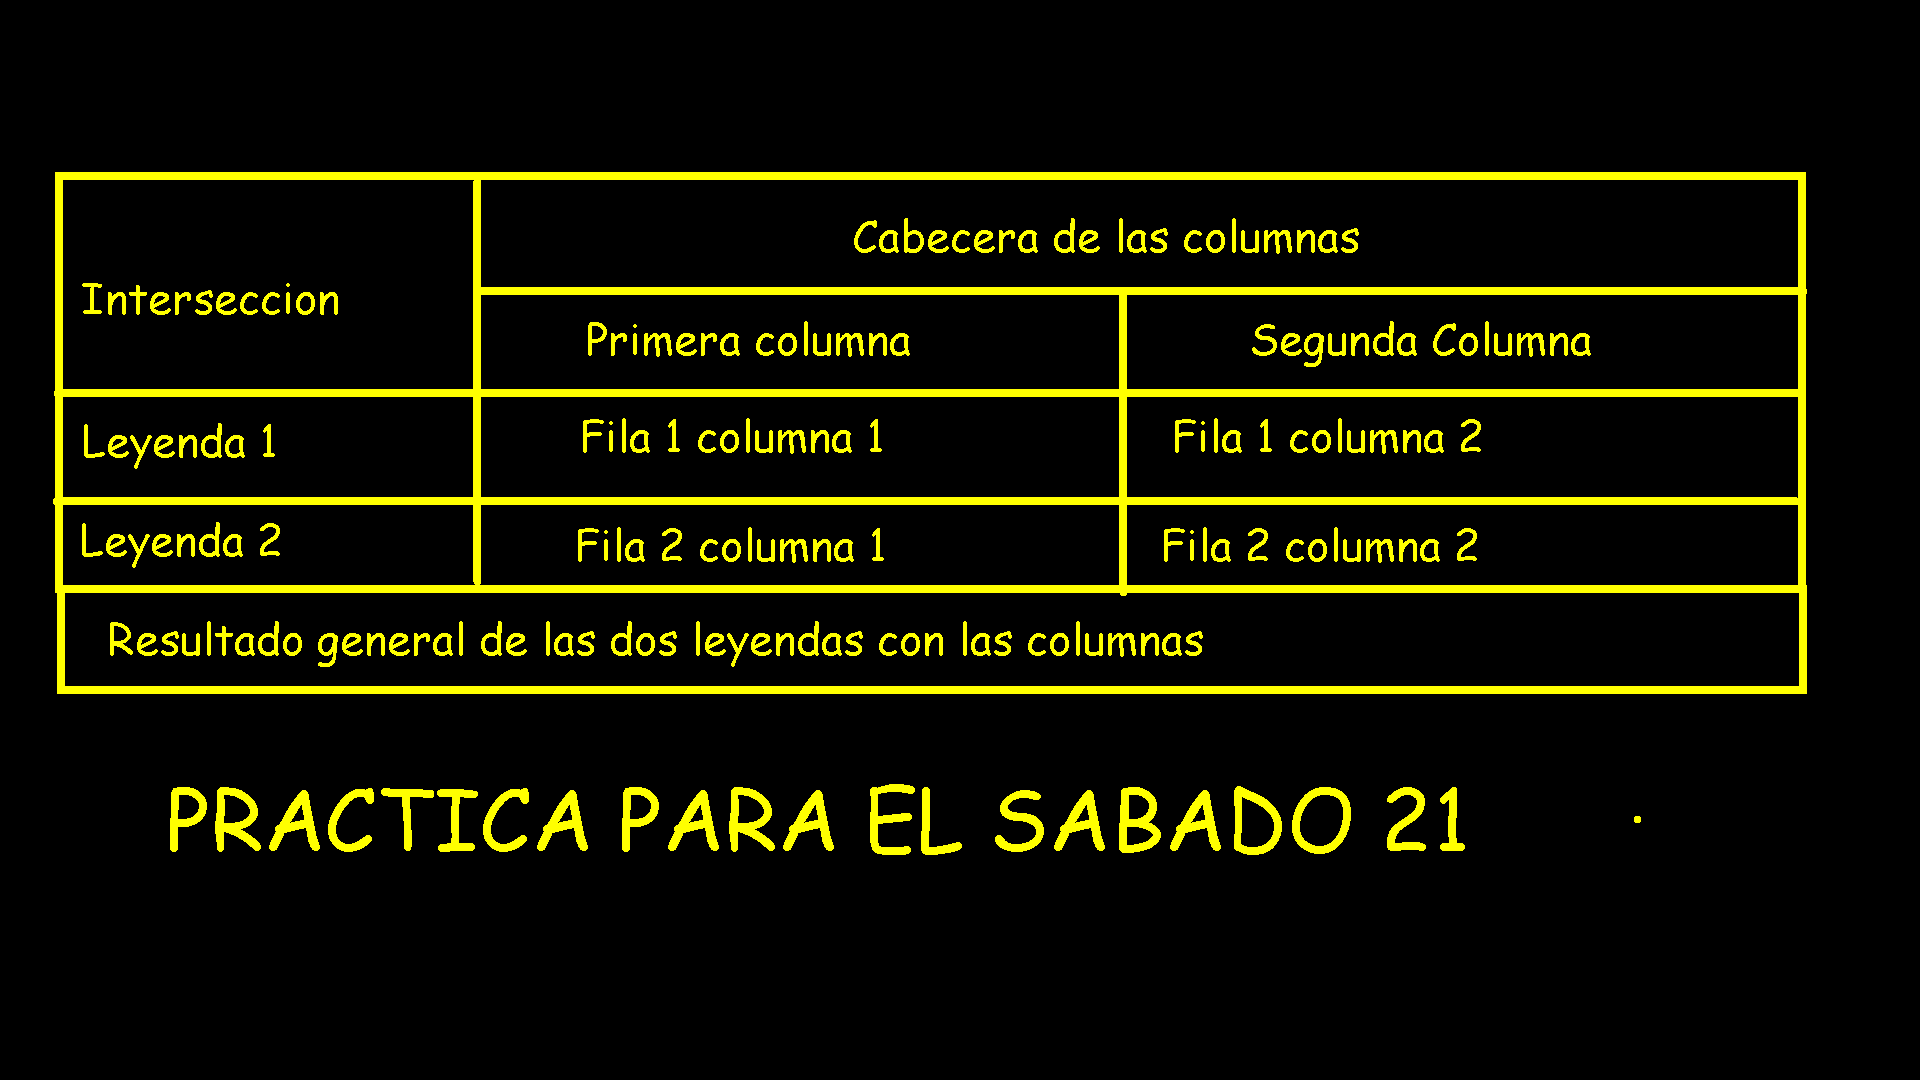 Cabecera de las columnas
Interseccion
Primera columna
Segunda Columna
Leyenda 1
Fila 1 columna 1
Fila 1 columna 2
Leyenda 2
Fila 2 columna 1
Fila 2 columna 2
Resultado general de las dos leyendas con las columnas
PRACTICA PARA EL SABADO 21